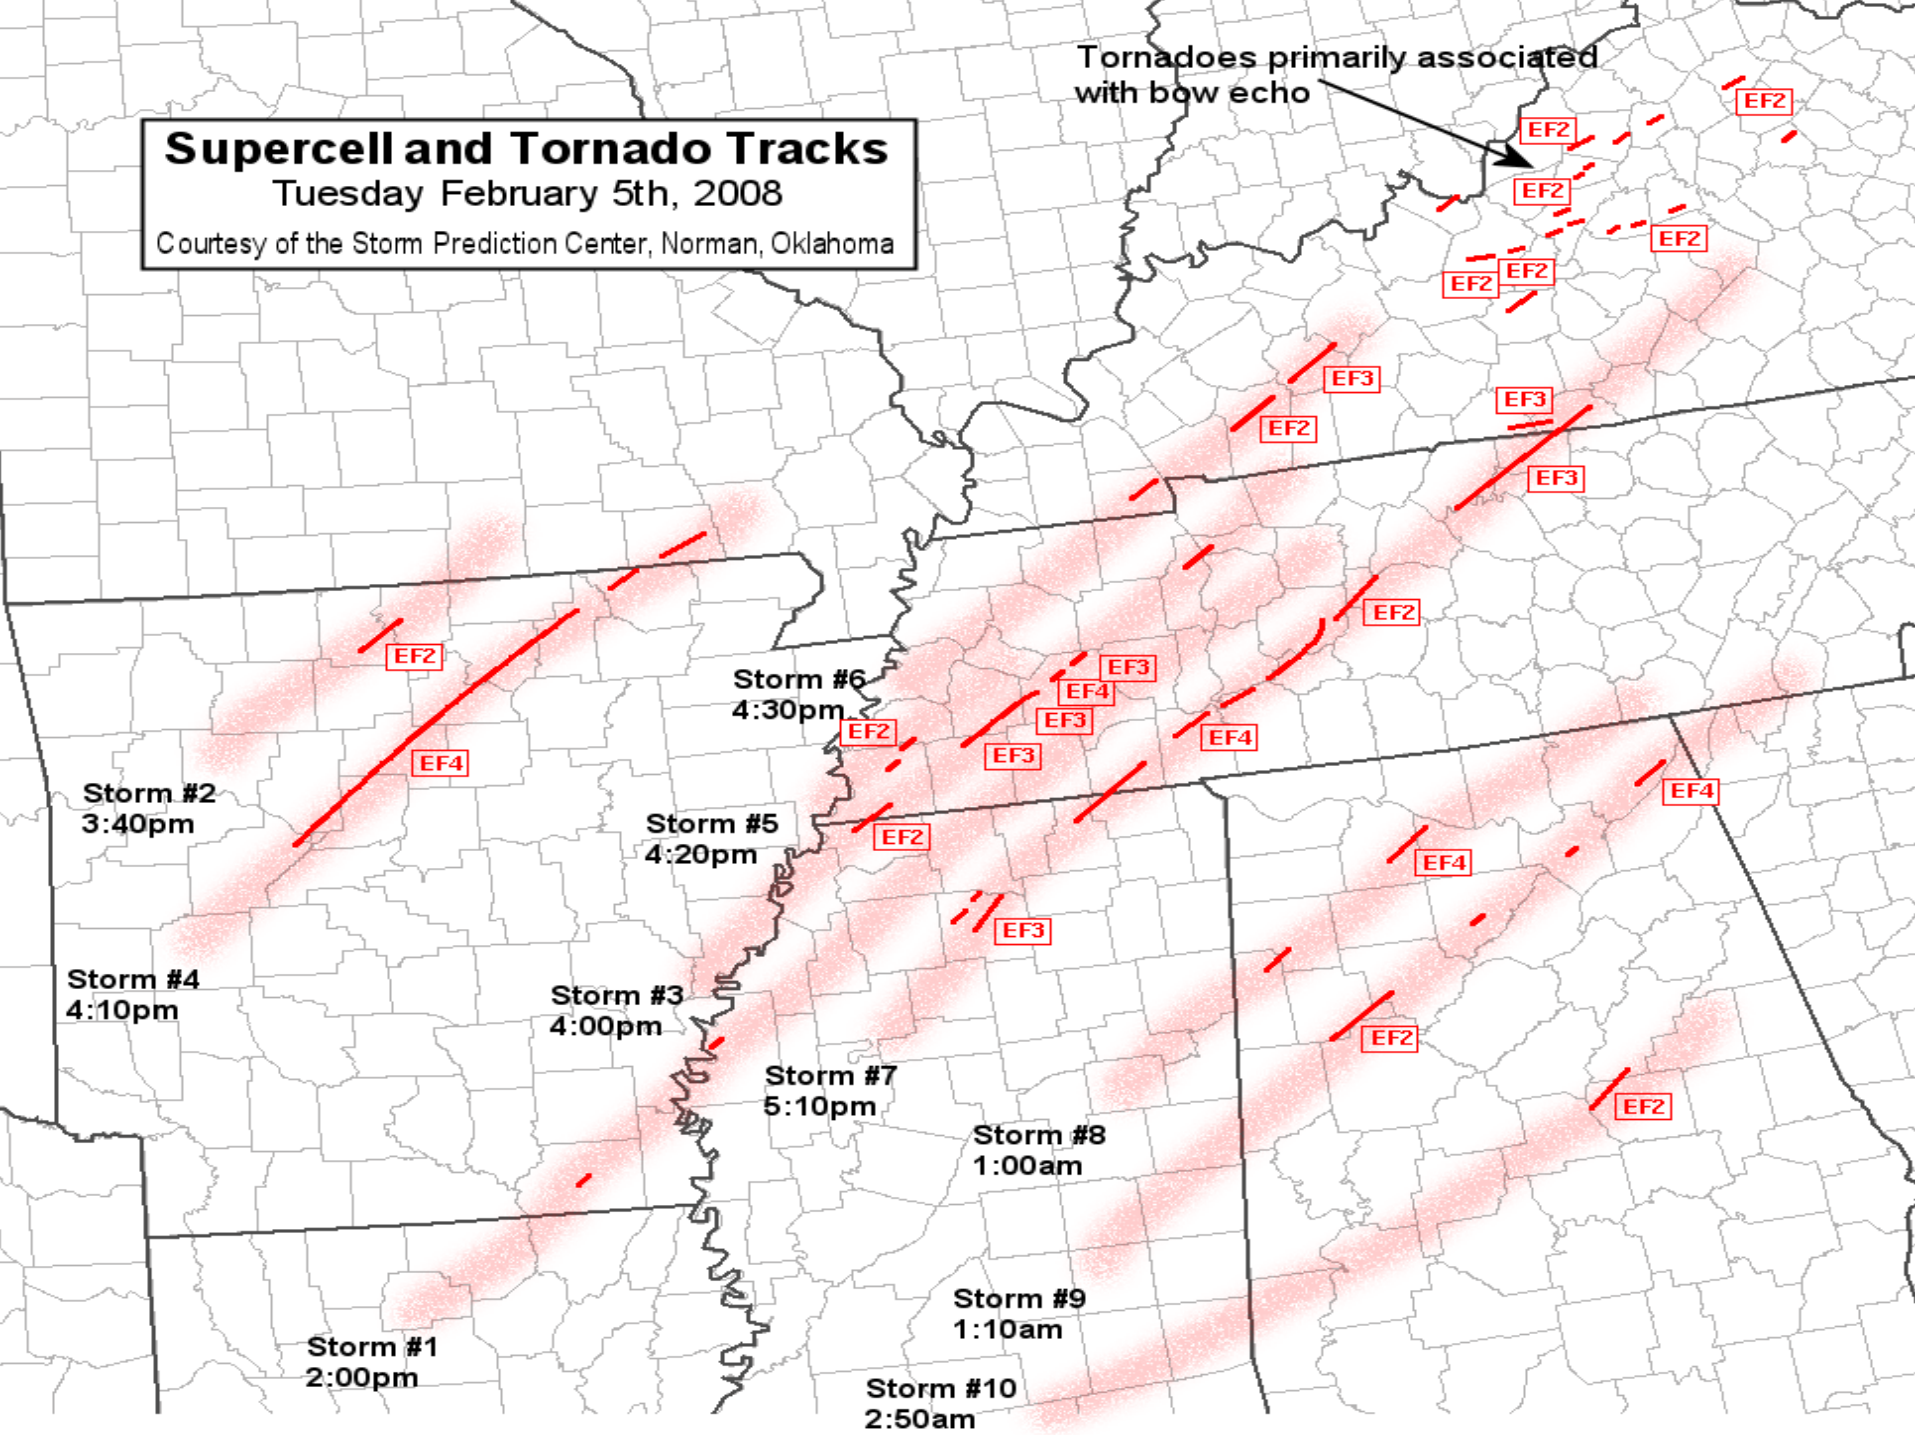 Tornadoes primarily associated
with bow echo
Supercell and Tornado Tracks
Tuesday February 5th, 2008
Courtesy of the Storm Prediction Center, Norman, Oklahoma
EF2
EF2
EF2
EF2
EF2
EF2
EF3
EF3
EF2
EF3
EF2
EF2
EF3
Storm #6
4:30pm
EF4
EF3
EF2
EF4
EF3
EF4
Storm #2
3:40pm
EF4
Storm #5
4:20pm
EF2
EF4
EF3
Storm #4
4:10pm
Storm #3
4:00pm
EF2
Storm #7
5:10pm
EF2
Storm #8
1:00am
Storm #9
1:10am
Storm #1
2:00pm
Storm #10
2:50am